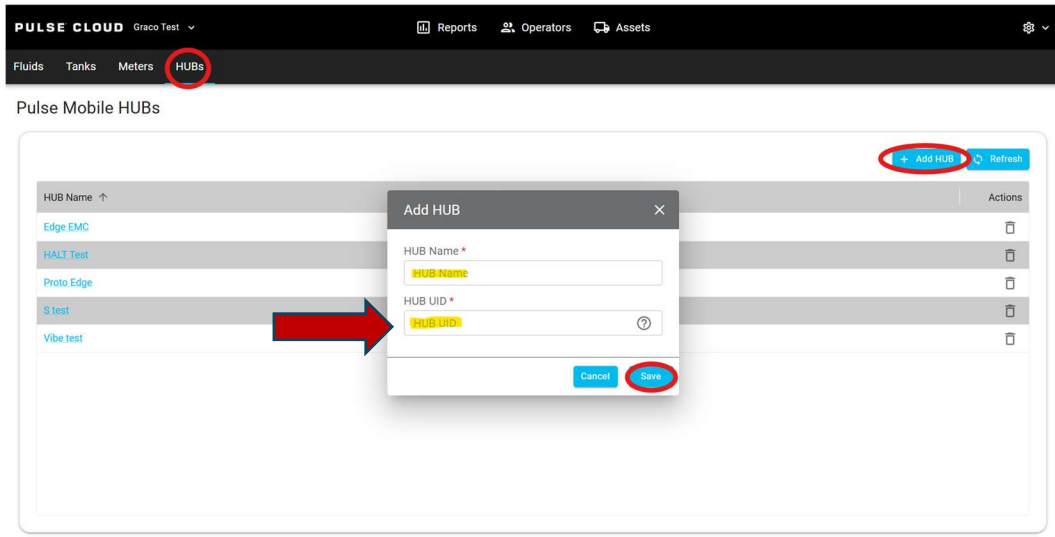 PULSE CLOUD Graco Test Reports Operators Assets
Fluids Tanks Meters HUBs
Pulse Mobile HUBs
+ Add HUB Refresh
HUB Name ↑ Actions
Edge EMC
HALT Test
Proto Edge
S test
Vibe test
Add HUB
HUB Name *
HUB Name
HUB UID *
HUB UID
Cancel Save